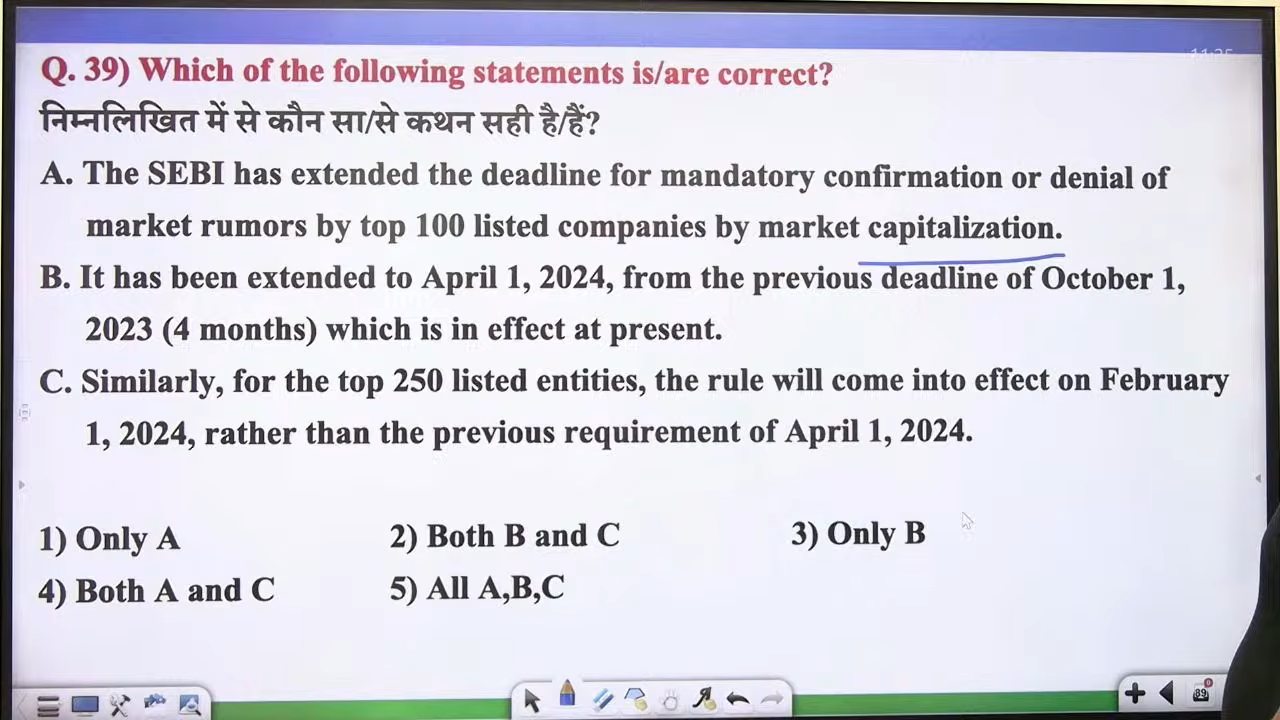 Q. 39) Which of the following statements is/are correct?
निम्नलिखित में से कौन सा/से कथन सही है/हैं?
A. The SEBI has extended the deadline for mandatory confirmation or denial of
market rumors by top 100 listed companies by market capitalization.
B. It has been extended to April 1, 2024, from the previous deadline of October 1,
2023 (4 months) which is in effect at present.
C. Similarly, for the top 250 listed entities, the rule will come into effect on February
1, 2024, rather than the previous requirement of April 1, 2024.
1) Only A 2) Both B and C 3) Only B
4) Both A and C 5) All A,B,C
89